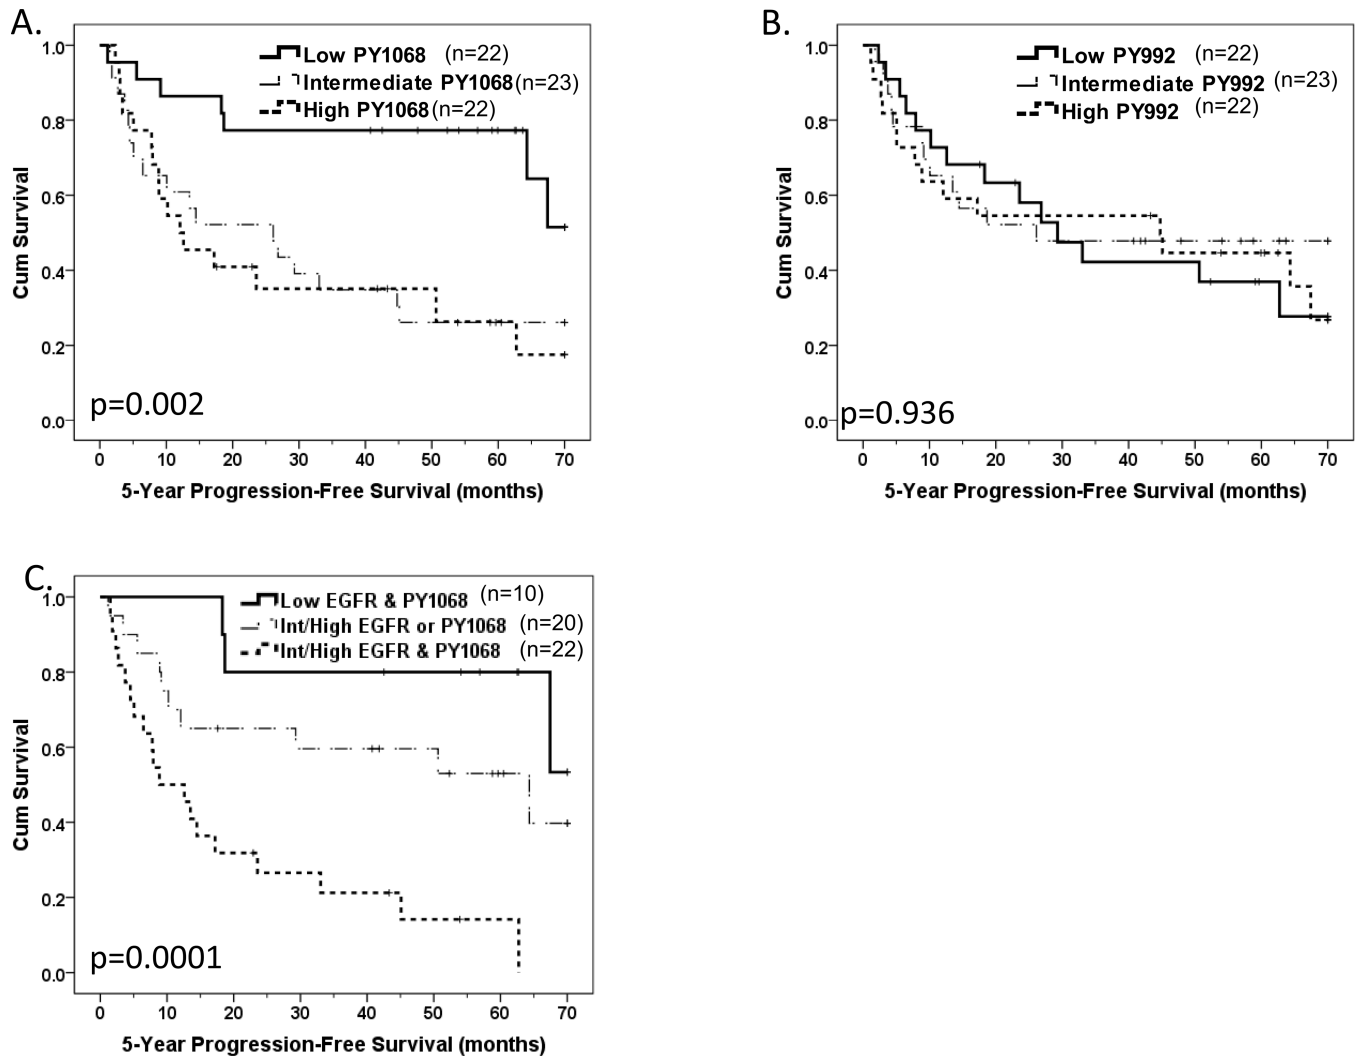 A.
Low PY1068 (n=22)
Intermediate PY1068 (n=23)
High PY1068 (n=22)
1.0
0.8
0.6
0.4
0.2
0.0
Cum Survival
p=0.002
0 10 20 30 40 50 60 70
5-Year Progression-Free Survival (months)
B.
Low PY992 (n=22)
Intermediate PY992 (n=23)
High PY992 (n=22)
1.0
0.8
0.6
0.4
0.2
0.0
Cum Survival
p=0.936
0 10 20 30 40 50 60 70
5-Year Progression-Free Survival (months)
C.
Low EGFR & PY1068 (n=10)
Int/High EGFR or PY1068 (n=20)
Int/High EGFR & PY1068 (n=22)
1.0
0.8
0.6
0.4
0.2
0.0
Cum Survival
p=0.0001
0 10 20 30 40 50 60 70
5-Year Progression-Free Survival (months)